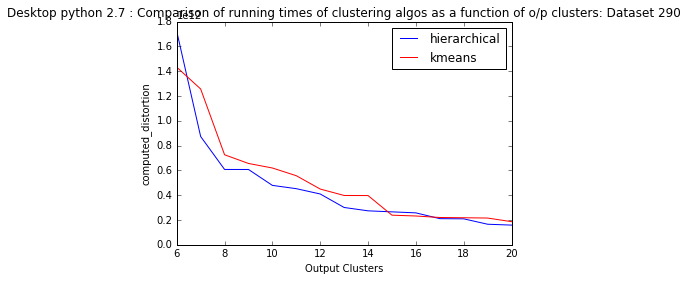 Desktop python 2.7 : Comparison of running times of clustering algos as a function of o/p clusters: Dataset 290
1e12
1.8
1.6
1.4
1.2
1.0
0.8
0.6
0.4
0.2
0.0
computed_distortion
hierarchical
kmeans
6 8 10 12 14 16 18 20
Output Clusters